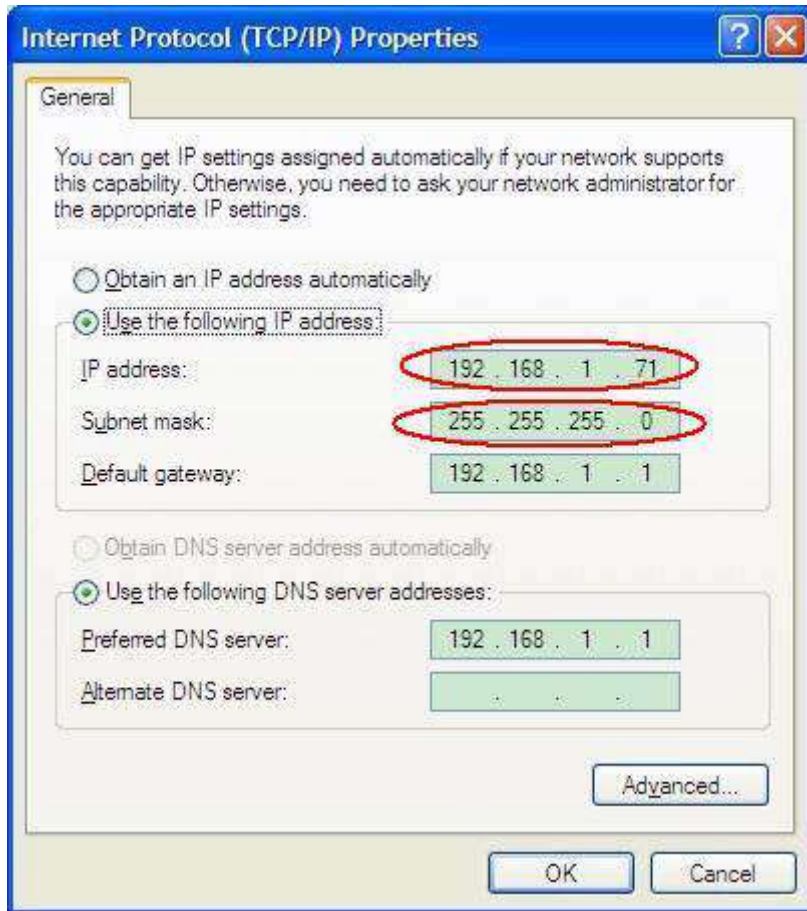 Internet Protocol (TCP/IP) Properties
General
You can get IP settings assigned automatically if your network supports
this capability. Otherwise, you need to ask your network administrator for
the appropriate IP settings.
Obtain an IP address automatically
Use the following IP address:
IP address: 192 . 168 . 1 . 71
Subnet mask: 255 . 255 . 255 . 0
Default gateway: 192 . 168 . 1 . 1
Obtain DNS server address automatically
Use the following DNS server addresses:
Preferred DNS server: 192 . 168 . 1 . 1
Alternate DNS server: . . .
Advanced...
OK Cancel